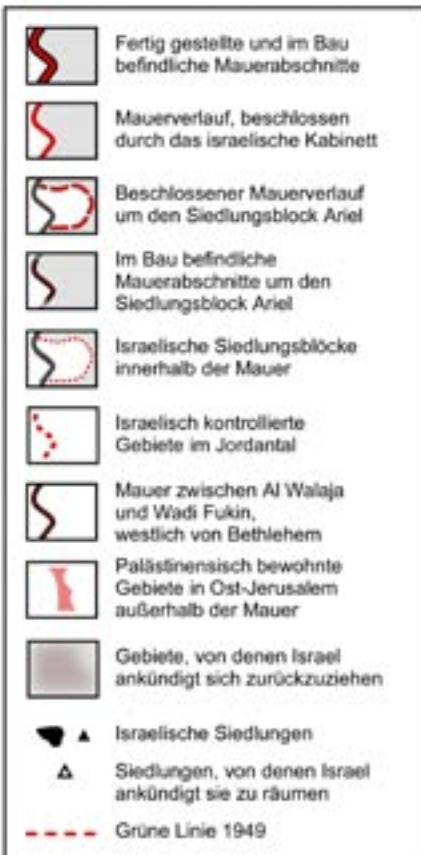 Fertig gestellte und im Bau
befindliche Mauerabschnitte
Mauerverlauf, beschlossen
durch das israelische Kabinett
Beschlossener Mauerverlauf
um den Siedlungsblock Ariel
Im Bau befindliche
Mauerabschnitte um den
Siedlungsblock Ariel
Israelische Siedlungsblöcke
innerhalb der Mauer
Israelisch kontrollierte
Gebiete im Jordantal
Mauer zwischen Al Walaja
und Wadi Fukin,
westlich von Bethlehem
Palästinensisch bewohnte
Gebiete in Ost-Jerusalem
außerhalb der Mauer
Gebiete, von denen Israel
ankündigt sich zurückzuziehen
Israelische Siedlungen
Siedlungen, von denen Israel
ankündigt sie zu räumen
Grüne Linie 1949